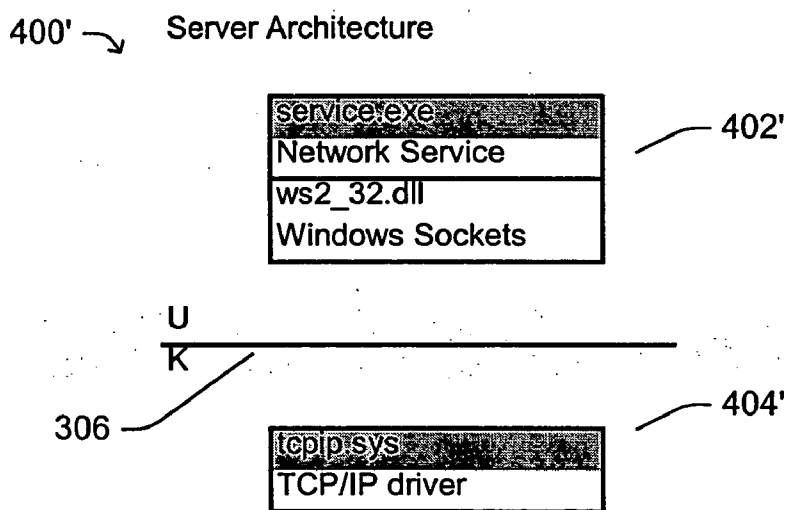 400'
Server Architecture
service.exe
Network Service
402'
ws2_32.dll
Windows Sockets
U
K
306
404'
tcpip.sys
TCP/IP driver